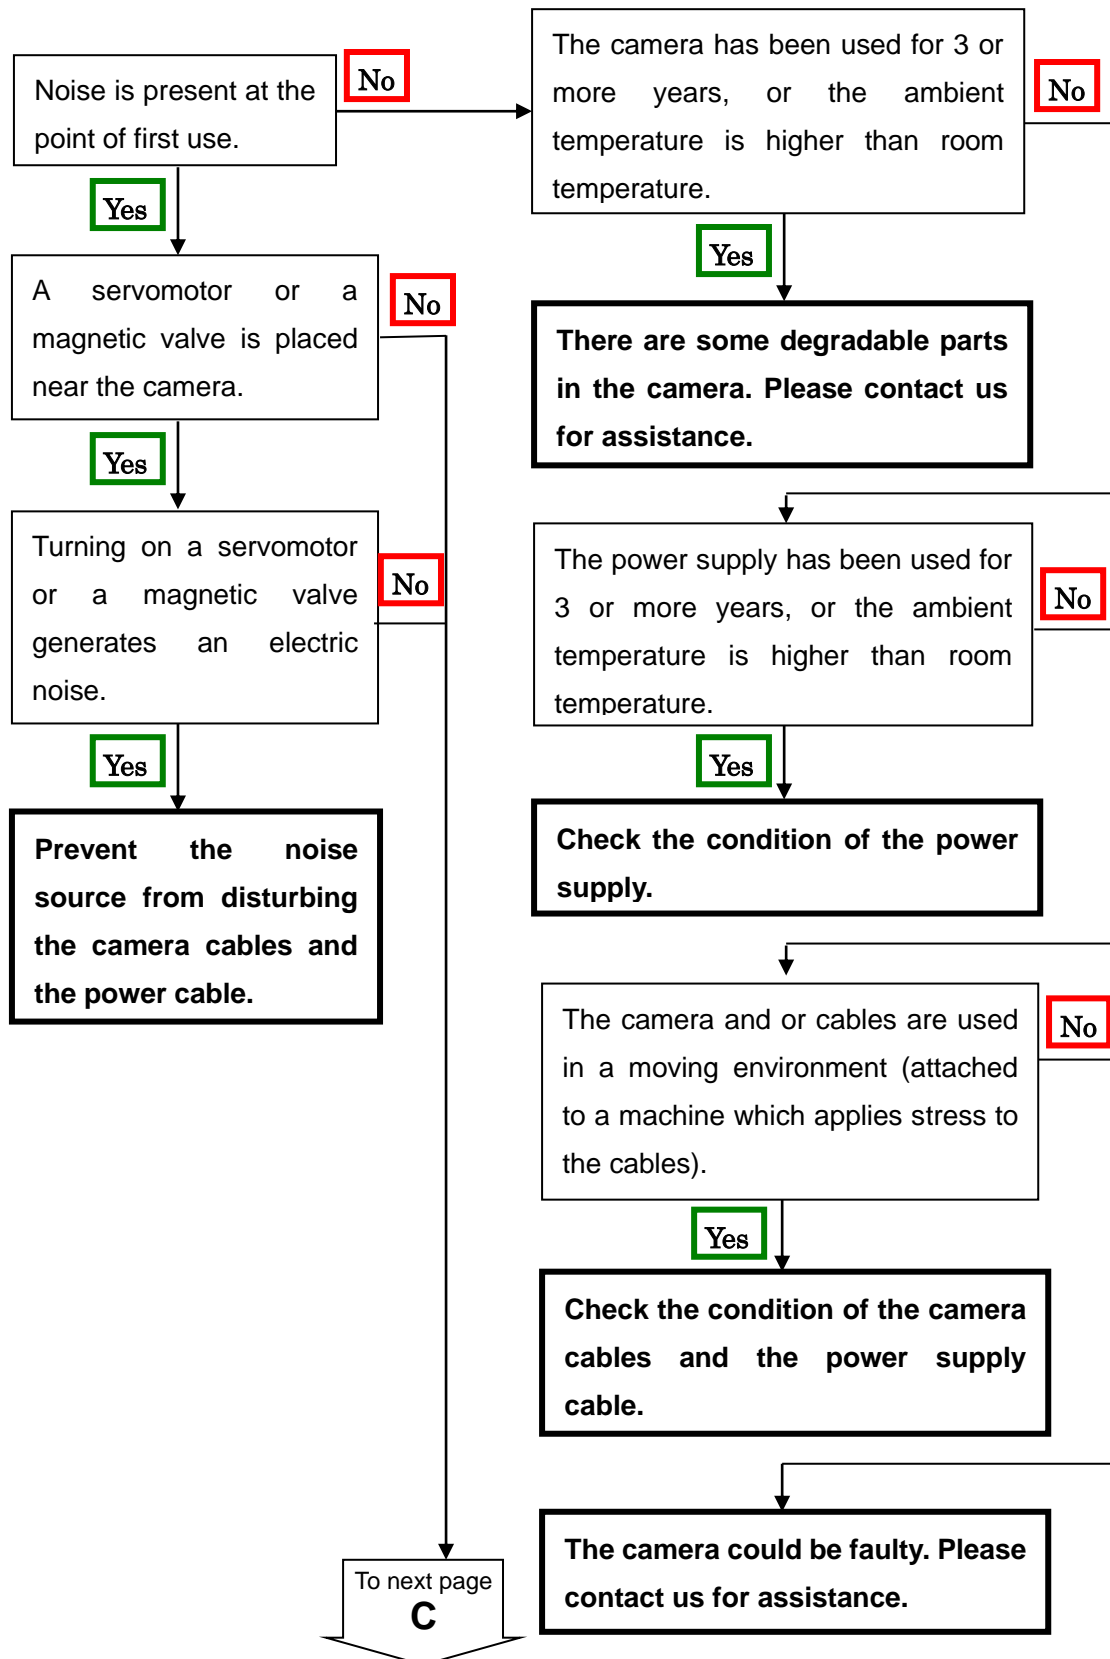 Noise is present at the
point of first use.
No
Yes
A servomotor or a
magnetic valve is placed
near the camera.
No
Yes
Turning on a servomotor
or a magnetic valve
generates an electric
noise.
No
Yes
Prevent the noise
source from disturbing
the camera cables and
the power cable.
To next page
C
The camera has been used for 3 or
more years, or the ambient
temperature is higher than room
temperature.
No
Yes
There are some degradable parts
in the camera. Please contact us
for assistance.
The power supply has been used for
3 or more years, or the ambient
temperature is higher than room
temperature.
No
Yes
Check the condition of the power
supply.
The camera and or cables are used
in a moving environment (attached
to a machine which applies stress to
the cables).
No
Yes
Check the condition of the camera
cables and the power supply
cable.
The camera could be faulty. Please
contact us for assistance.